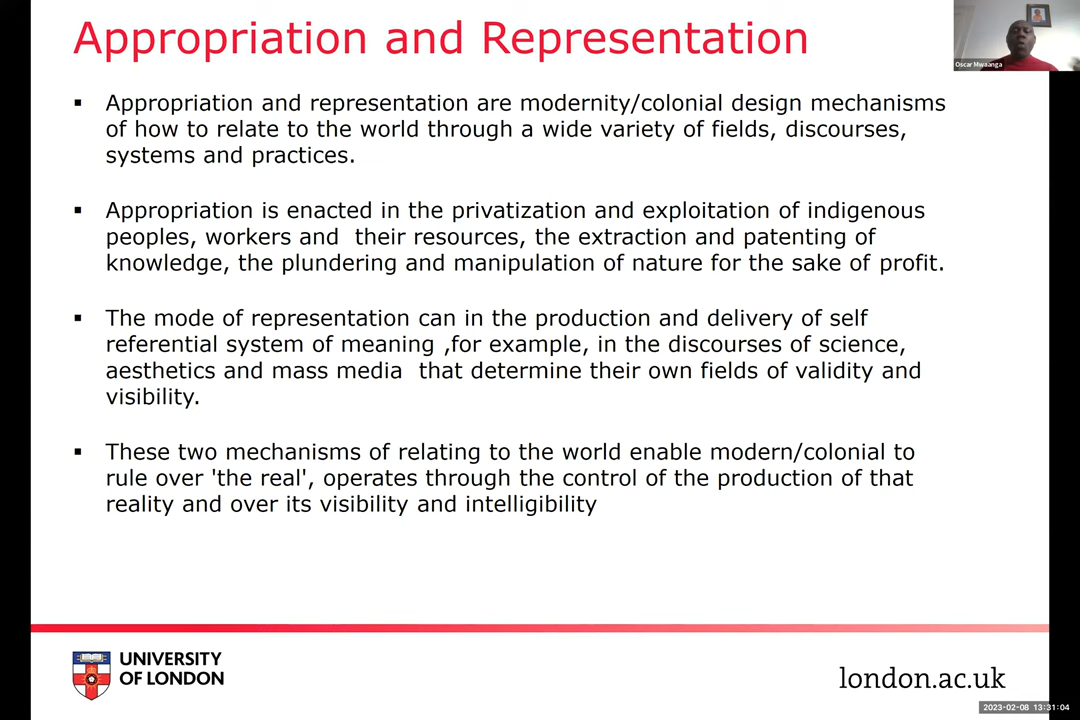 Appropriation and Representation
Oscar Mwaanga
▪ Appropriation and representation are modernity/colonial design mechanisms
of how to relate to the world through a wide variety of fields, discourses,
systems and practices.
▪ Appropriation is enacted in the privatization and exploitation of indigenous
peoples, workers and  their resources, the extraction and patenting of
knowledge, the plundering and manipulation of nature for the sake of profit.
▪ The mode of representation can in the production and delivery of self
referential system of meaning ,for example, in the discourses of science,
aesthetics and mass media  that determine their own fields of validity and
visibility.
▪ These two mechanisms of relating to the world enable modern/colonial to
rule over 'the real', operates through the control of the production of that
reality and over its visibility and intelligibility
UNIVERSITY
OF LONDON
london.ac.uk
2023-02-08 13:31:04